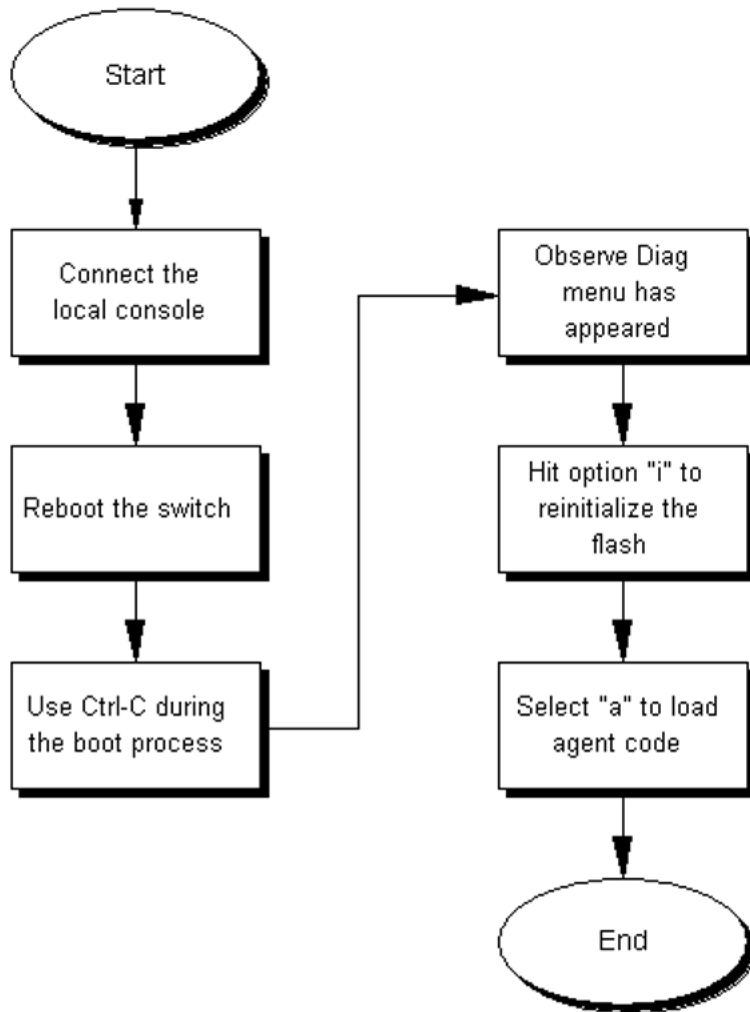 Start
Connect the
local console
Reboot the switch
Use Ctrl-C during
the boot process
Observe Diag
menu has
appeared
Hit option "i" to
reinitialize the
flash
Select "a" to load
agent code
End